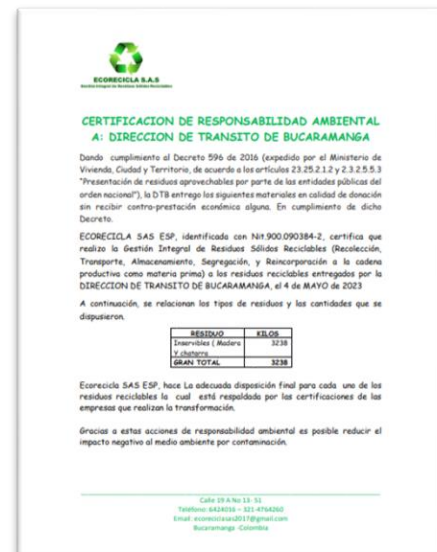 ECORECICLA S.A.S
Gestión Integral de Residuos Sólidos Reciclables
CERTIFICACION DE RESPONSABILIDAD AMBIENTAL
A: DIRECCION DE TRANSITO DE BUCARAMANGA
Dando cumplimiento al Decreto 596 de 2016 (expedido por el Ministerio de
Vivienda, Ciudad y Territorio, de acuerdo a los artículos 23.25.2.1.2 y 2.3.2.5.5.3
"Presentación de residuos aprovechables por parte de las entidades públicas del
orden nacional"), la DTB entrego los siguientes materiales en calidad de donación
sin recibir contra-prestación económica alguna. En cumplimiento de dicho
Decreto.
ECORECICLA SAS ESP, identificada con Nit.900.090384-2, certifica que
realizo la Gestión Integral de Residuos Sólidos Reciclables (Recolección,
Transporte, Almacenamiento, Segregación, y Reincorporación a la cadena
productiva como materia prima) a los residuos reciclables entregados por la
DIRECCION DE TRANSITO DE BUCARAMANGA, el 4 de MAYO de 2023
A continuación, se relacionan los tipos de residuos y las cantidades que se
dispusieron.
RESIDUO KILOS
Inservibles ( Madera 3238
Y chatarra
GRAN TOTAL 3238
Ecorecicla SAS ESP, hace La adecuada disposición final para cada uno de los
residuos reciclables la cual está respaldada por las certificaciones de las
empresas que realizan la transformación.
Gracias a estas acciones de responsabilidad ambiental es posible reducir el
impacto negativo al medio ambiente por contaminación.
Calle 19 A No 13- 51
Teléfono: 6424036 – 321-4764260
Email: ecoreciclasas2017@gmail.com
Bucaramanga -Colombia